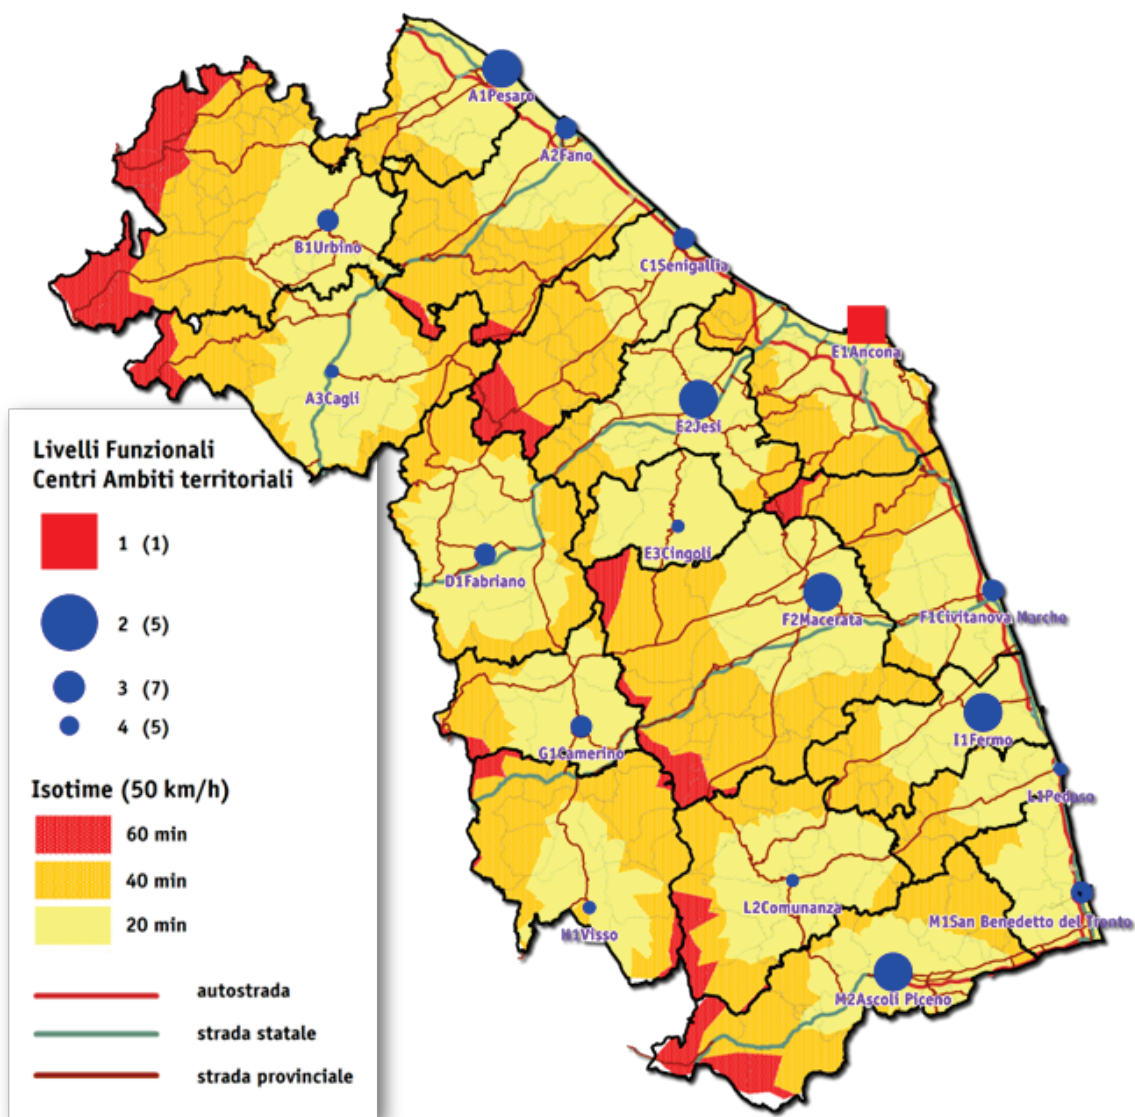 A1Pesaro
A2Fano
B1Urbino
C1Senigallia
E1Ancona
A3Cagli
E2Jesi
E3Cingoli
D1Fabriano
F2Macerata
F1Civitanova Marche
G1Camerino
I1Fermo
L1Pedaso
L2Comunanza
M1San Benedetto del Tronto
H1Visso
M2Ascoli Piceno
Livelli Funzionali
Centri Ambiti territoriali
1 (1)
2 (5)
3 (7)
4 (5)
Isotime (50 km/h)
60 min
40 min
20 min
autostrada
strada statale
strada provinciale